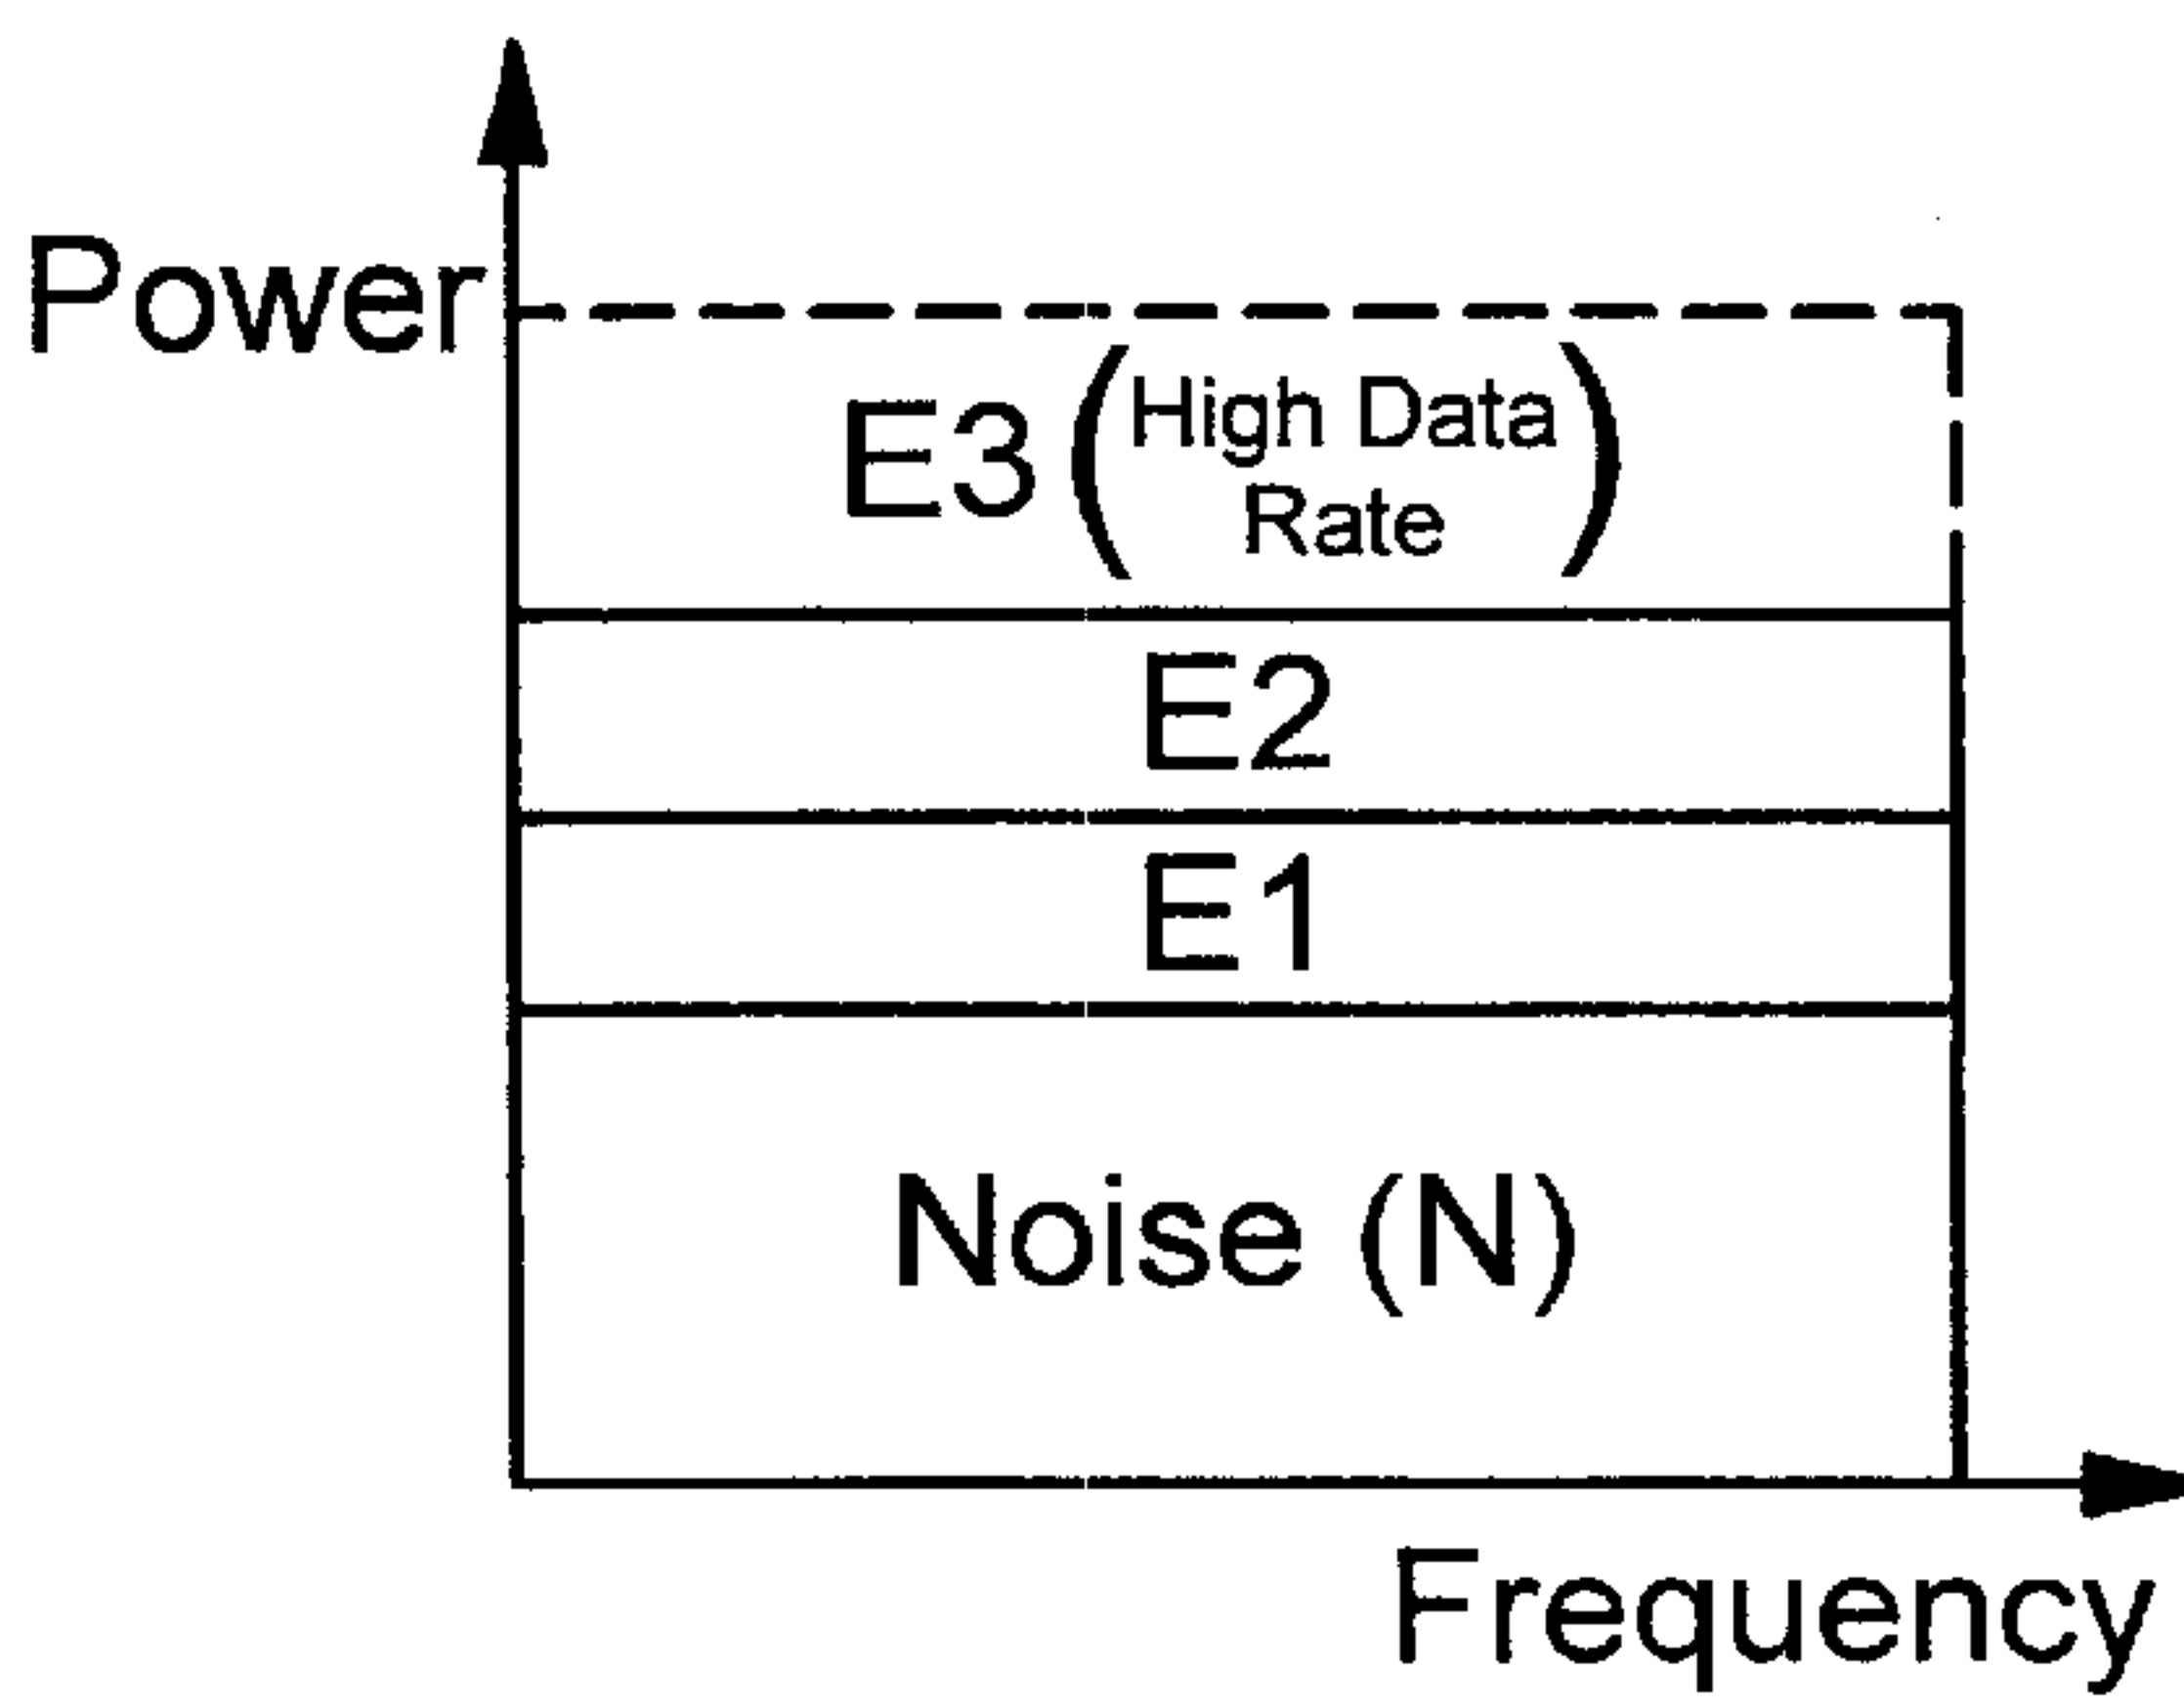 Power
E3 (High Data
Rate)
E2
E1
Noise (N)
Frequency